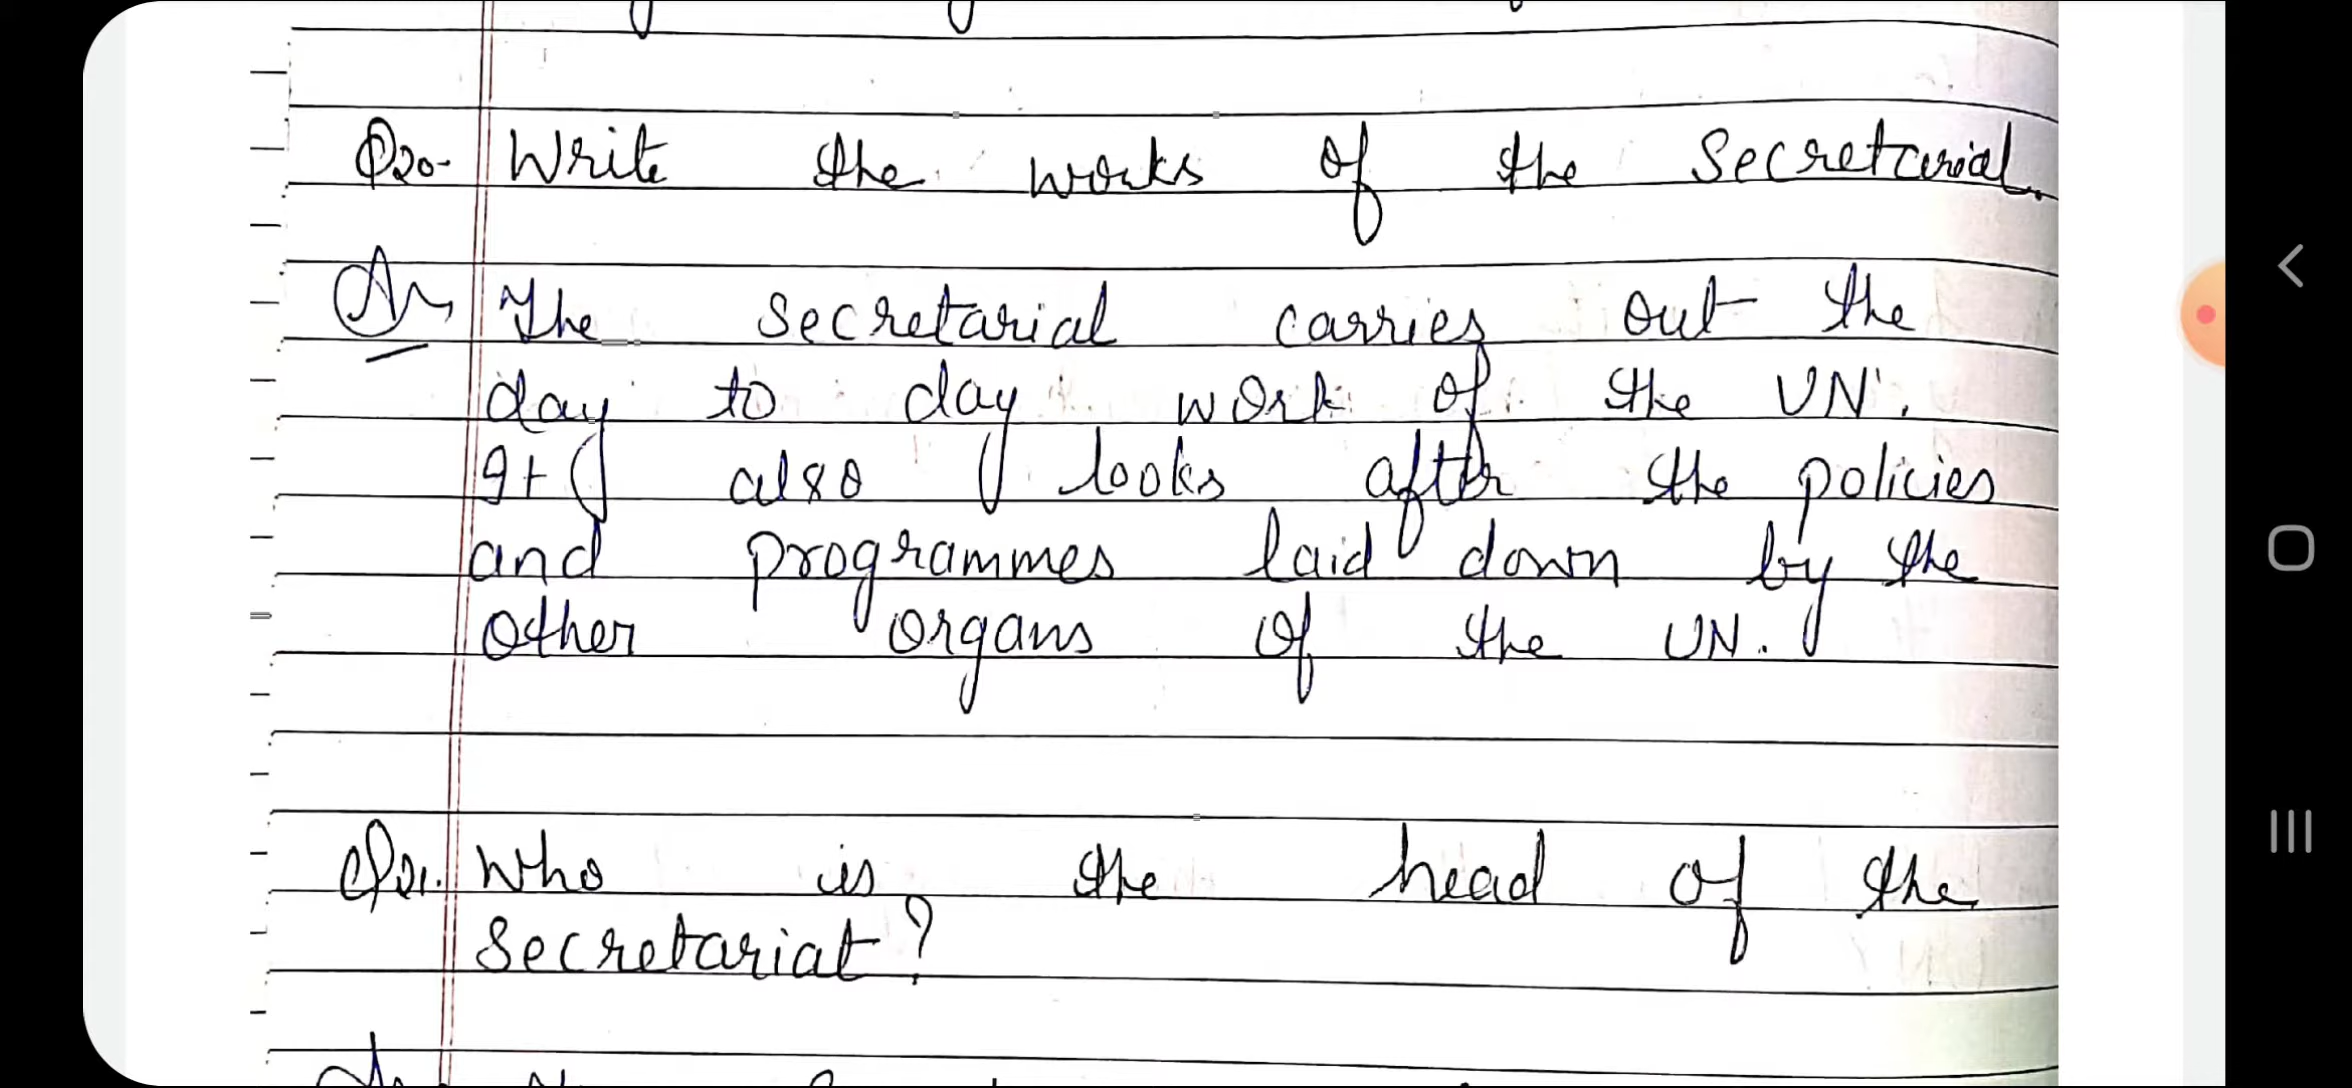 Q20- Write the works of the Secretarial.
Ans The Secretarial carries out the
day to day work of the UN.
It also looks after the policies
and programmes laid down by the
other organs of the UN.
Q21. Who is the head of the
Secretariat?